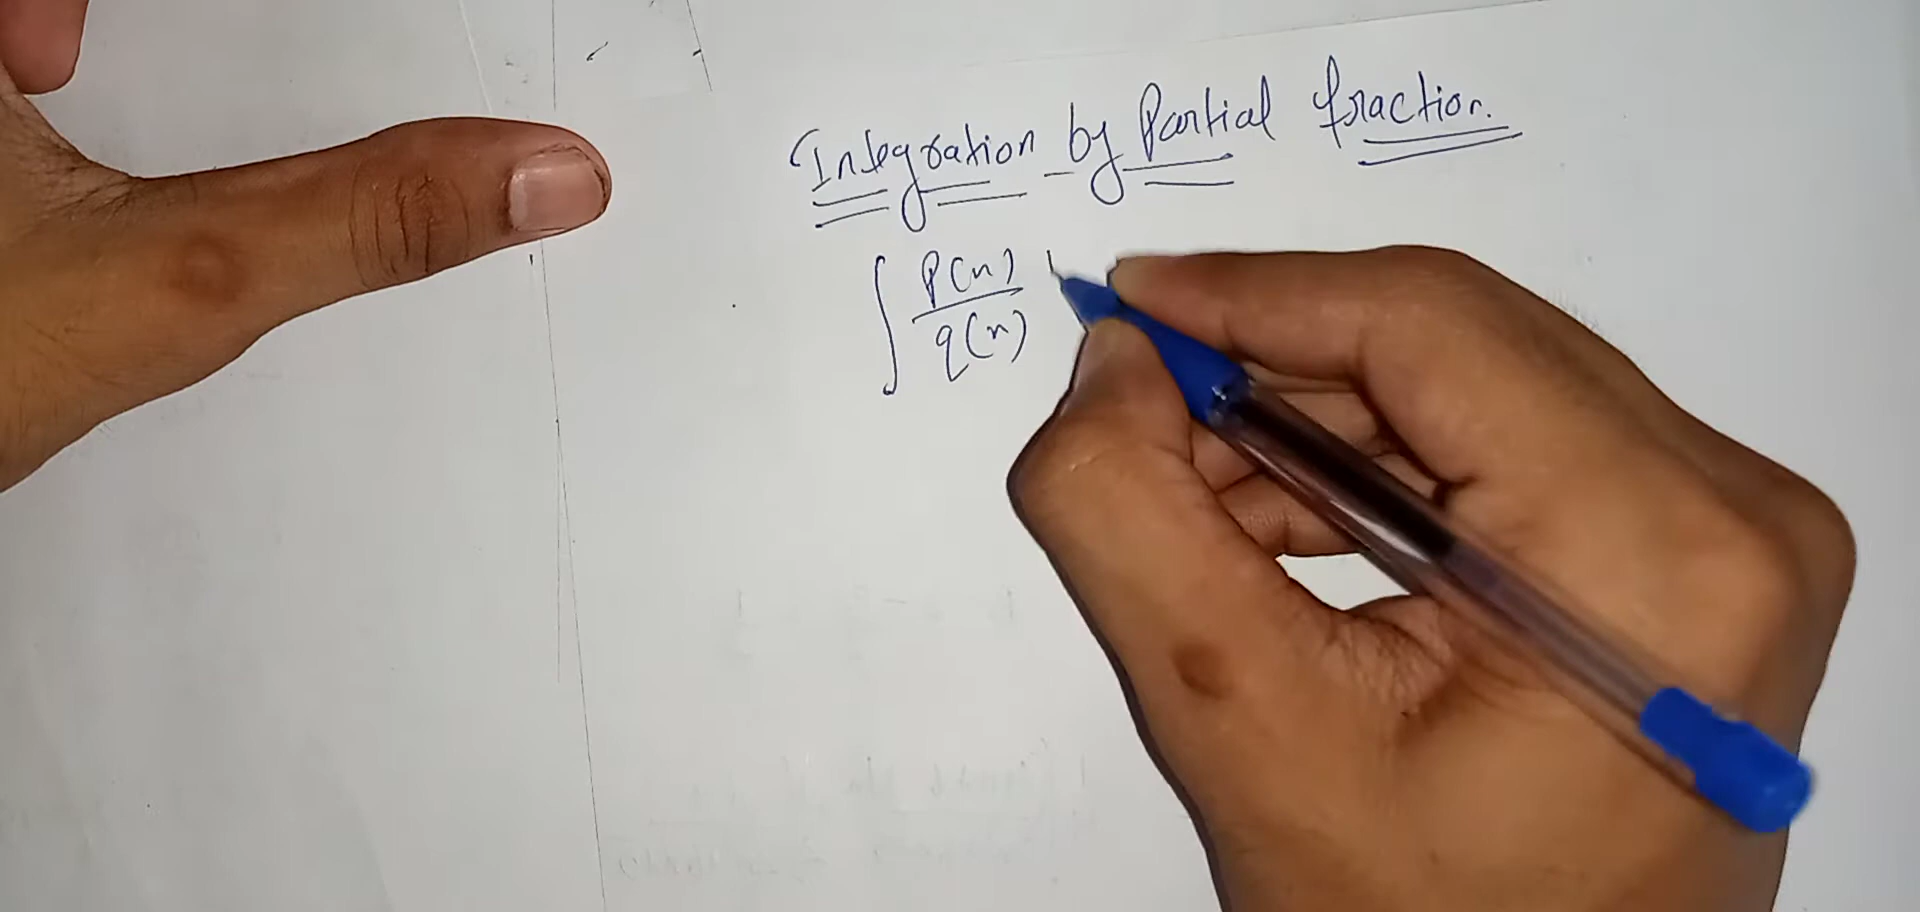 Integration by Partial fraction.
∫ P(x)/q(x)